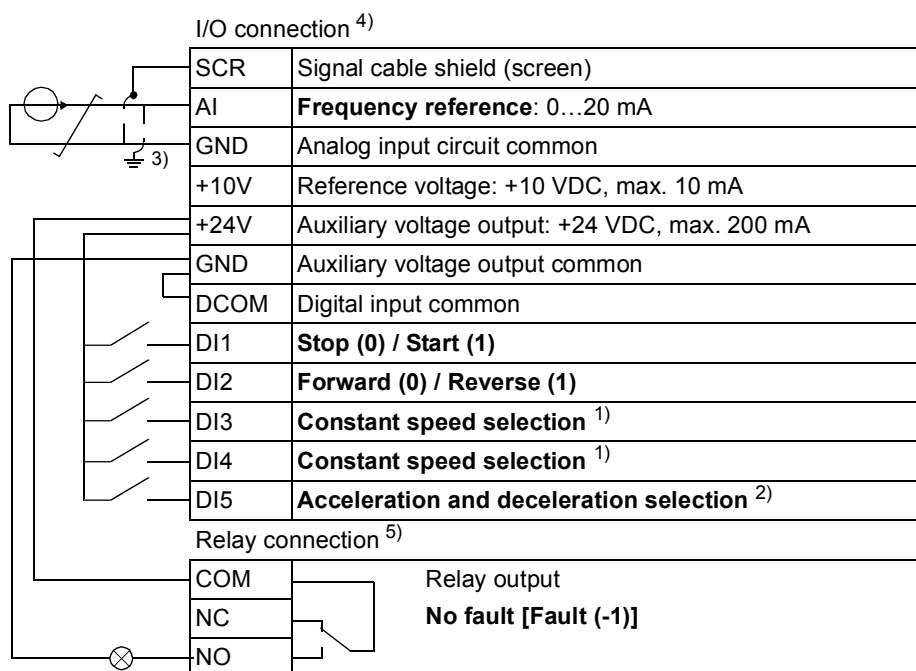 I/O connection 4)
SCR Signal cable shield (screen)
AI Frequency reference: 0…20 mA
GND Analog input circuit common
3)
+10V Reference voltage: +10 VDC, max. 10 mA
+24V Auxiliary voltage output: +24 VDC, max. 200 mA
GND Auxiliary voltage output common
DCOM Digital input common
DI1 Stop (0) / Start (1)
DI2 Forward (0) / Reverse (1)
DI3 Constant speed selection 1)
DI4 Constant speed selection 1)
DI5 Acceleration and deceleration selection 2)
Relay connection 5)
COM Relay output
NC No fault [Fault (-1)]
NO